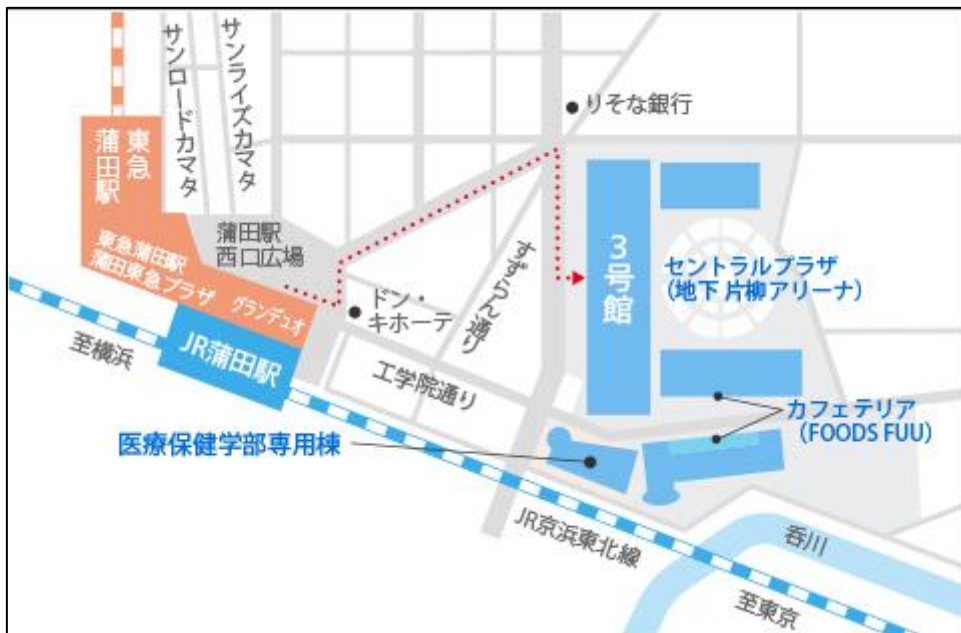 サンロードカマタ
サンライズカマタ
りそな銀行
東急
蒲田駅
蒲田駅
西口広場
東急蒲田駅
蒲田東急プラザ
グランデュオ
ドン・
キホーテ
すずらん通り
3号館
セントラルプラザ
(地下 片柳アリーナ)
至横浜
JR蒲田駅
工学院通り
カフェテリア
(FOODS FUU)
医療保健学部専用棟
JR京浜東北線
呑川
至東京